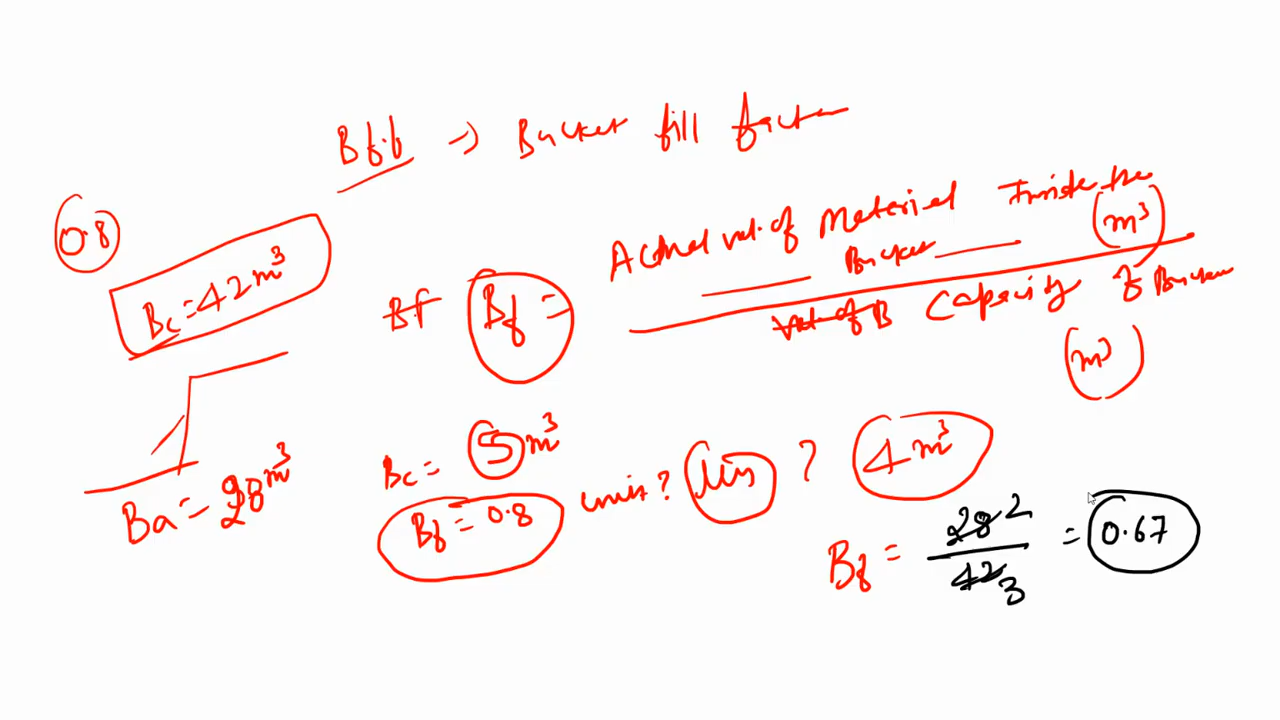 B.f.f → Bucket fill factor
0.8
Bc = 42 m³
Bf Bf = Actual vol. of Material Inside the
Bucket (m³)
Vol. of B Capacity of Bucket
(m³)
Ba = 28 m³
Bc = 5 m³
Bf = 0.8 unit? ? 4 m³
Bf = 28 2 = 0.67
42 3